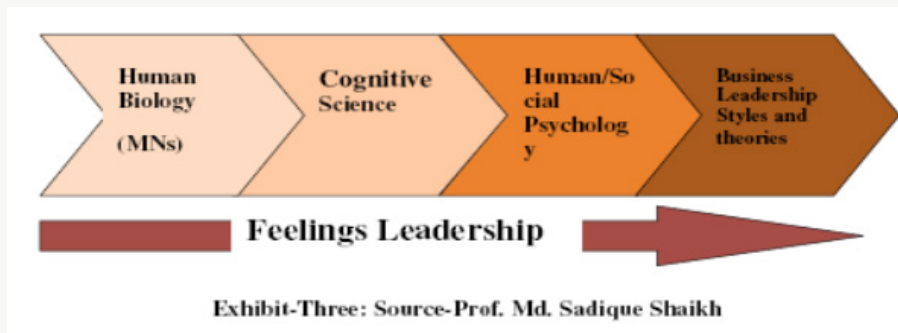 Human
Biology
(MNs)
Cognitive
Science
Human/So
cial
Psycholog
y
Business
Leadership
Styles and
theories
Feelings Leadership
Exhibit-Three: Source-Prof. Md. Sadique Shaikh